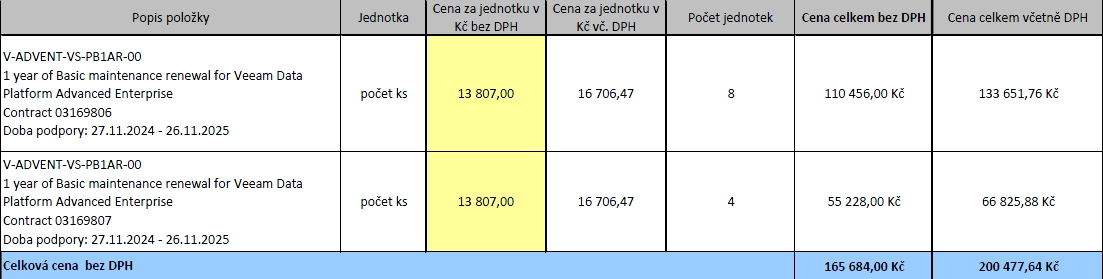 Popis položky Jednotka Cena za jednotku v Kč bez DPH Cena za jednotku v Kč vč. DPH Počet jednotek Cena celkem bez DPH Cena celkem včetně DPH
V-ADVENT-VS-PB1AR-00
1 year of Basic maintenance renewal for Veeam Data
Platform Advanced Enterprise
Contract 03169806
Doba podpory: 27.11.2024 - 26.11.2025
počet ks 13 807,00 16 706,47 8 110 456,00 Kč 133 651,76 Kč
V-ADVENT-VS-PB1AR-00
1 year of Basic maintenance renewal for Veeam Data
Platform Advanced Enterprise
Contract 03169807
Doba podpory: 27.11.2024 - 26.11.2025
počet ks 13 807,00 16 706,47 4 55 228,00 Kč 66 825,88 Kč
Celková cena bez DPH 165 684,00 Kč 200 477,64 Kč